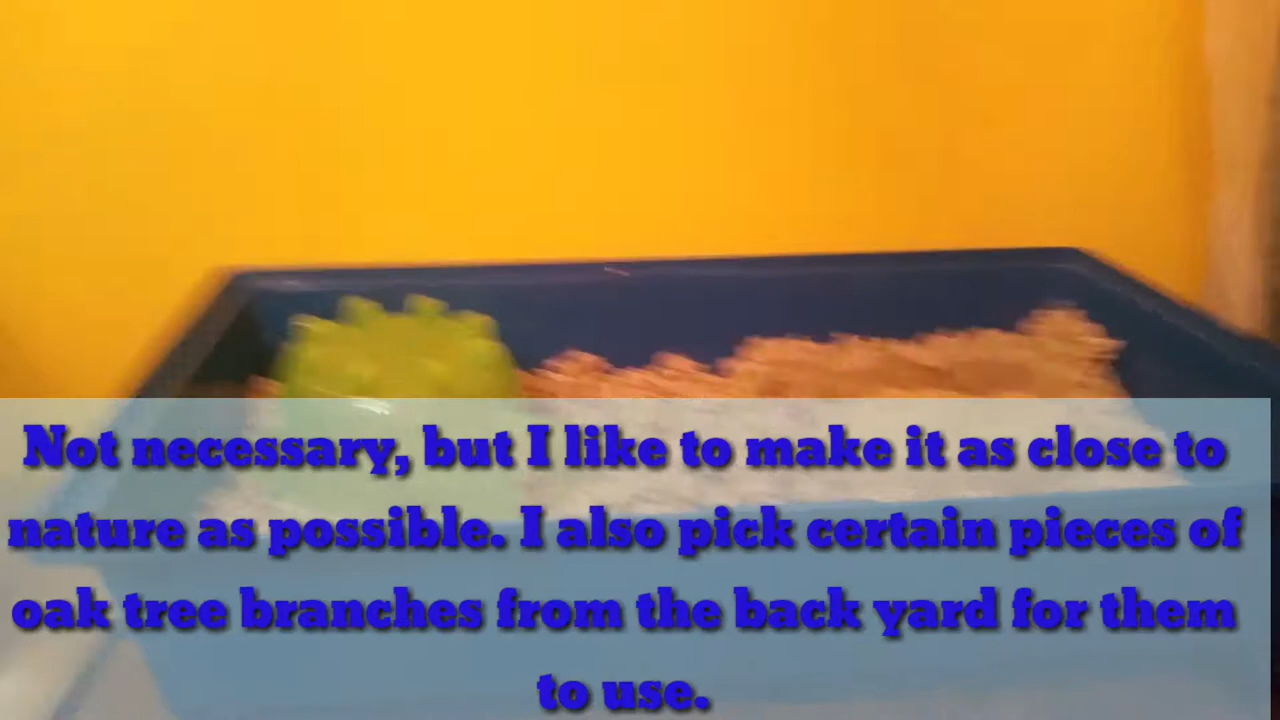 Not necessary, but I like to make it as close to
nature as possible. I also pick certain pieces of
oak tree branches from the back yard for them
to use.